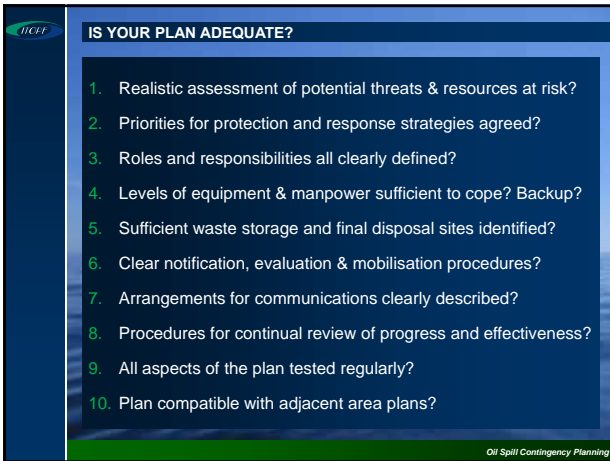 ITOPF
IS YOUR PLAN ADEQUATE?
1. Realistic assessment of potential threats & resources at risk?
2. Priorities for protection and response strategies agreed?
3. Roles and responsibilities all clearly defined?
4. Levels of equipment & manpower sufficient to cope? Backup?
5. Sufficient waste storage and final disposal sites identified?
6. Clear notification, evaluation & mobilisation procedures?
7. Arrangements for communications clearly described?
8. Procedures for continual review of progress and effectiveness?
9. All aspects of the plan tested regularly?
10. Plan compatible with adjacent area plans?
Oil Spill Contingency Planning